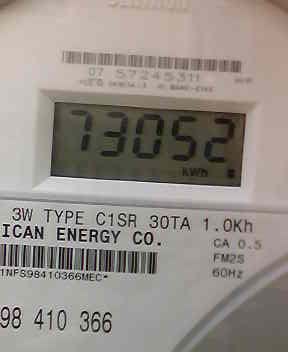 07 57245311
73052
kWh
3W TYPE C1SR 30TA 1.0Kh
ICAN ENERGY CO.
CA 0.5
FM2S
60Hz
1NFS98410366MEC*
98 410 366